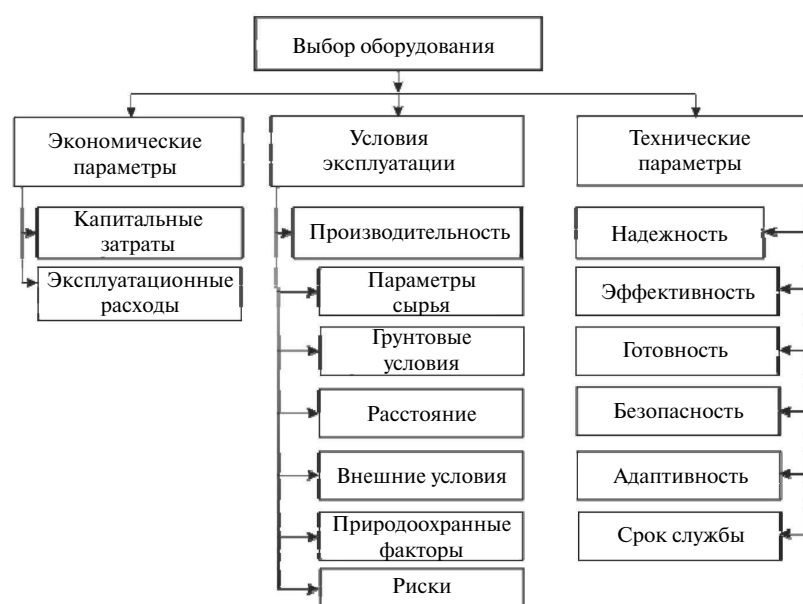 Выбор оборудования
Экономические
параметры
Капитальные
затраты
Эксплуатационные
расходы
Условия
эксплуатации
Производительность
Параметры
сырья
Грунтовые
условия
Расстояние
Внешние условия
Природоохранные
факторы
Риски
Технические
параметры
Надежность
Эффективность
Готовность
Безопасность
Адаптивность
Срок службы